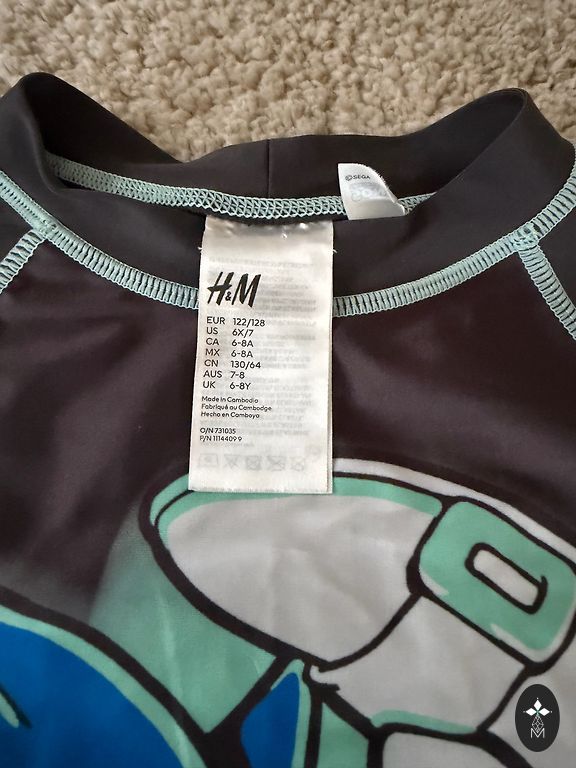 ©SEGA
H&M
EUR 122/128
US 6X/7
CA 6-8A
MX 6-8A
CN 130/64
AUS 7-8
UK 6-8Y
Made in Cambodia
Fabriqué au Cambodge
Hecho en Camboya
O/N 731035
P/N 1114409 9
M